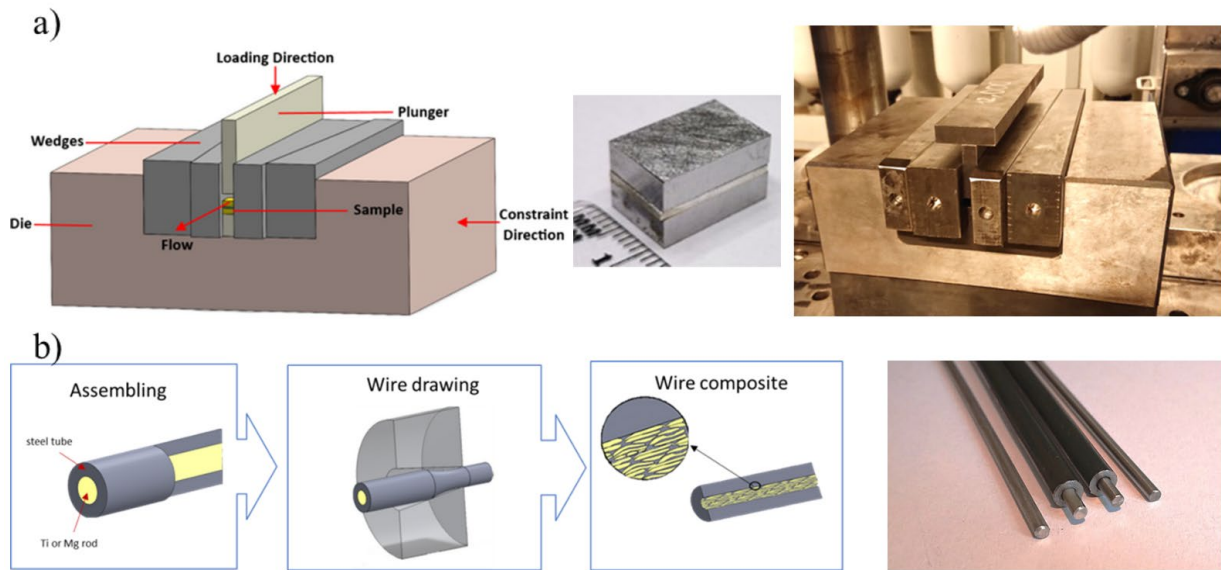 a)
Loading Direction
Plunger
Wedges
Sample
Die
Flow
Constraint
Direction
1
b)
Assembling
steel tube
Ti or Mg rod
Wire drawing
Wire composite